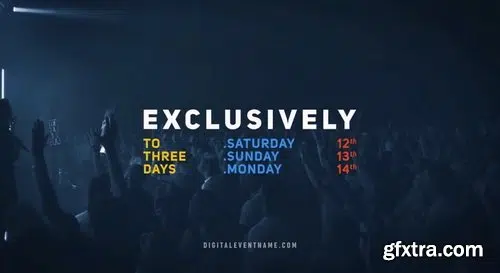 EXCLUSIVELY
TO .SATURDAY 12th
THREE .SUNDAY 13th
DAYS .MONDAY 14th
DIGITALEVENTNAME.COM
gfxtra.com